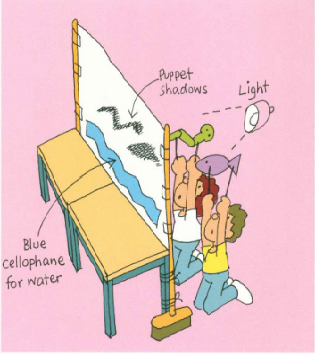 Puppet
shadows
Light
Blue
cellophane
for water